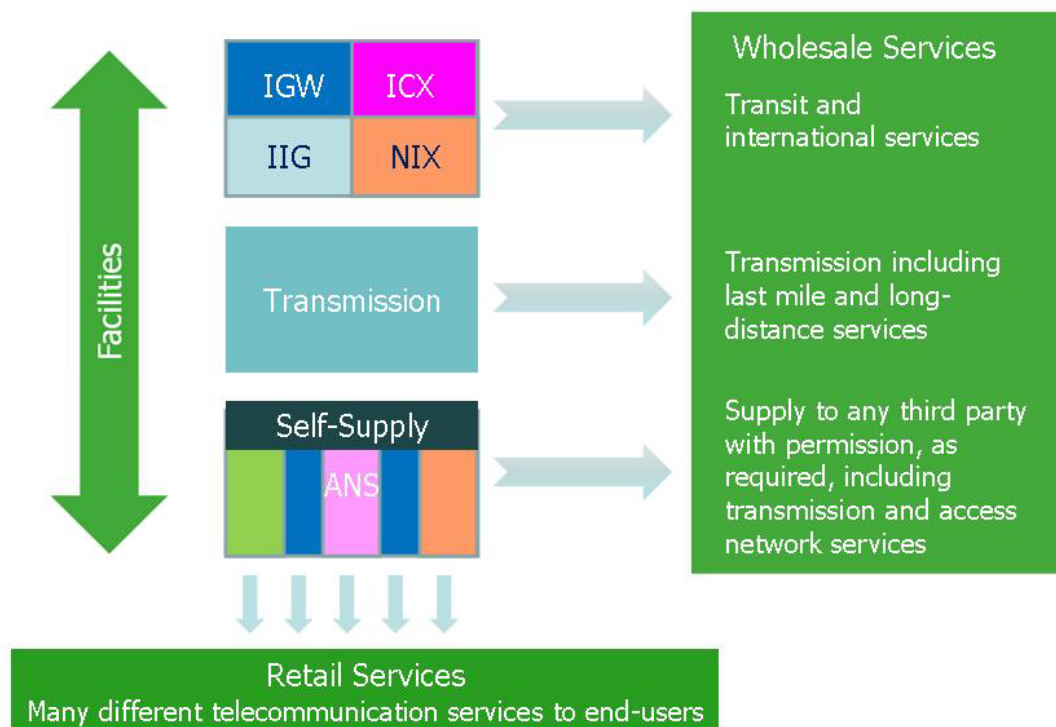 Facilities
IGW
ICX
IIG
NIX
Transmission
Self-Supply
ANS
Wholesale Services
Transit and
international services
Transmission including
last mile and long-
distance services
Supply to any third party
with permission, as
required, including
transmission and access
network services
Retail Services
Many different telecommunication services to end-users